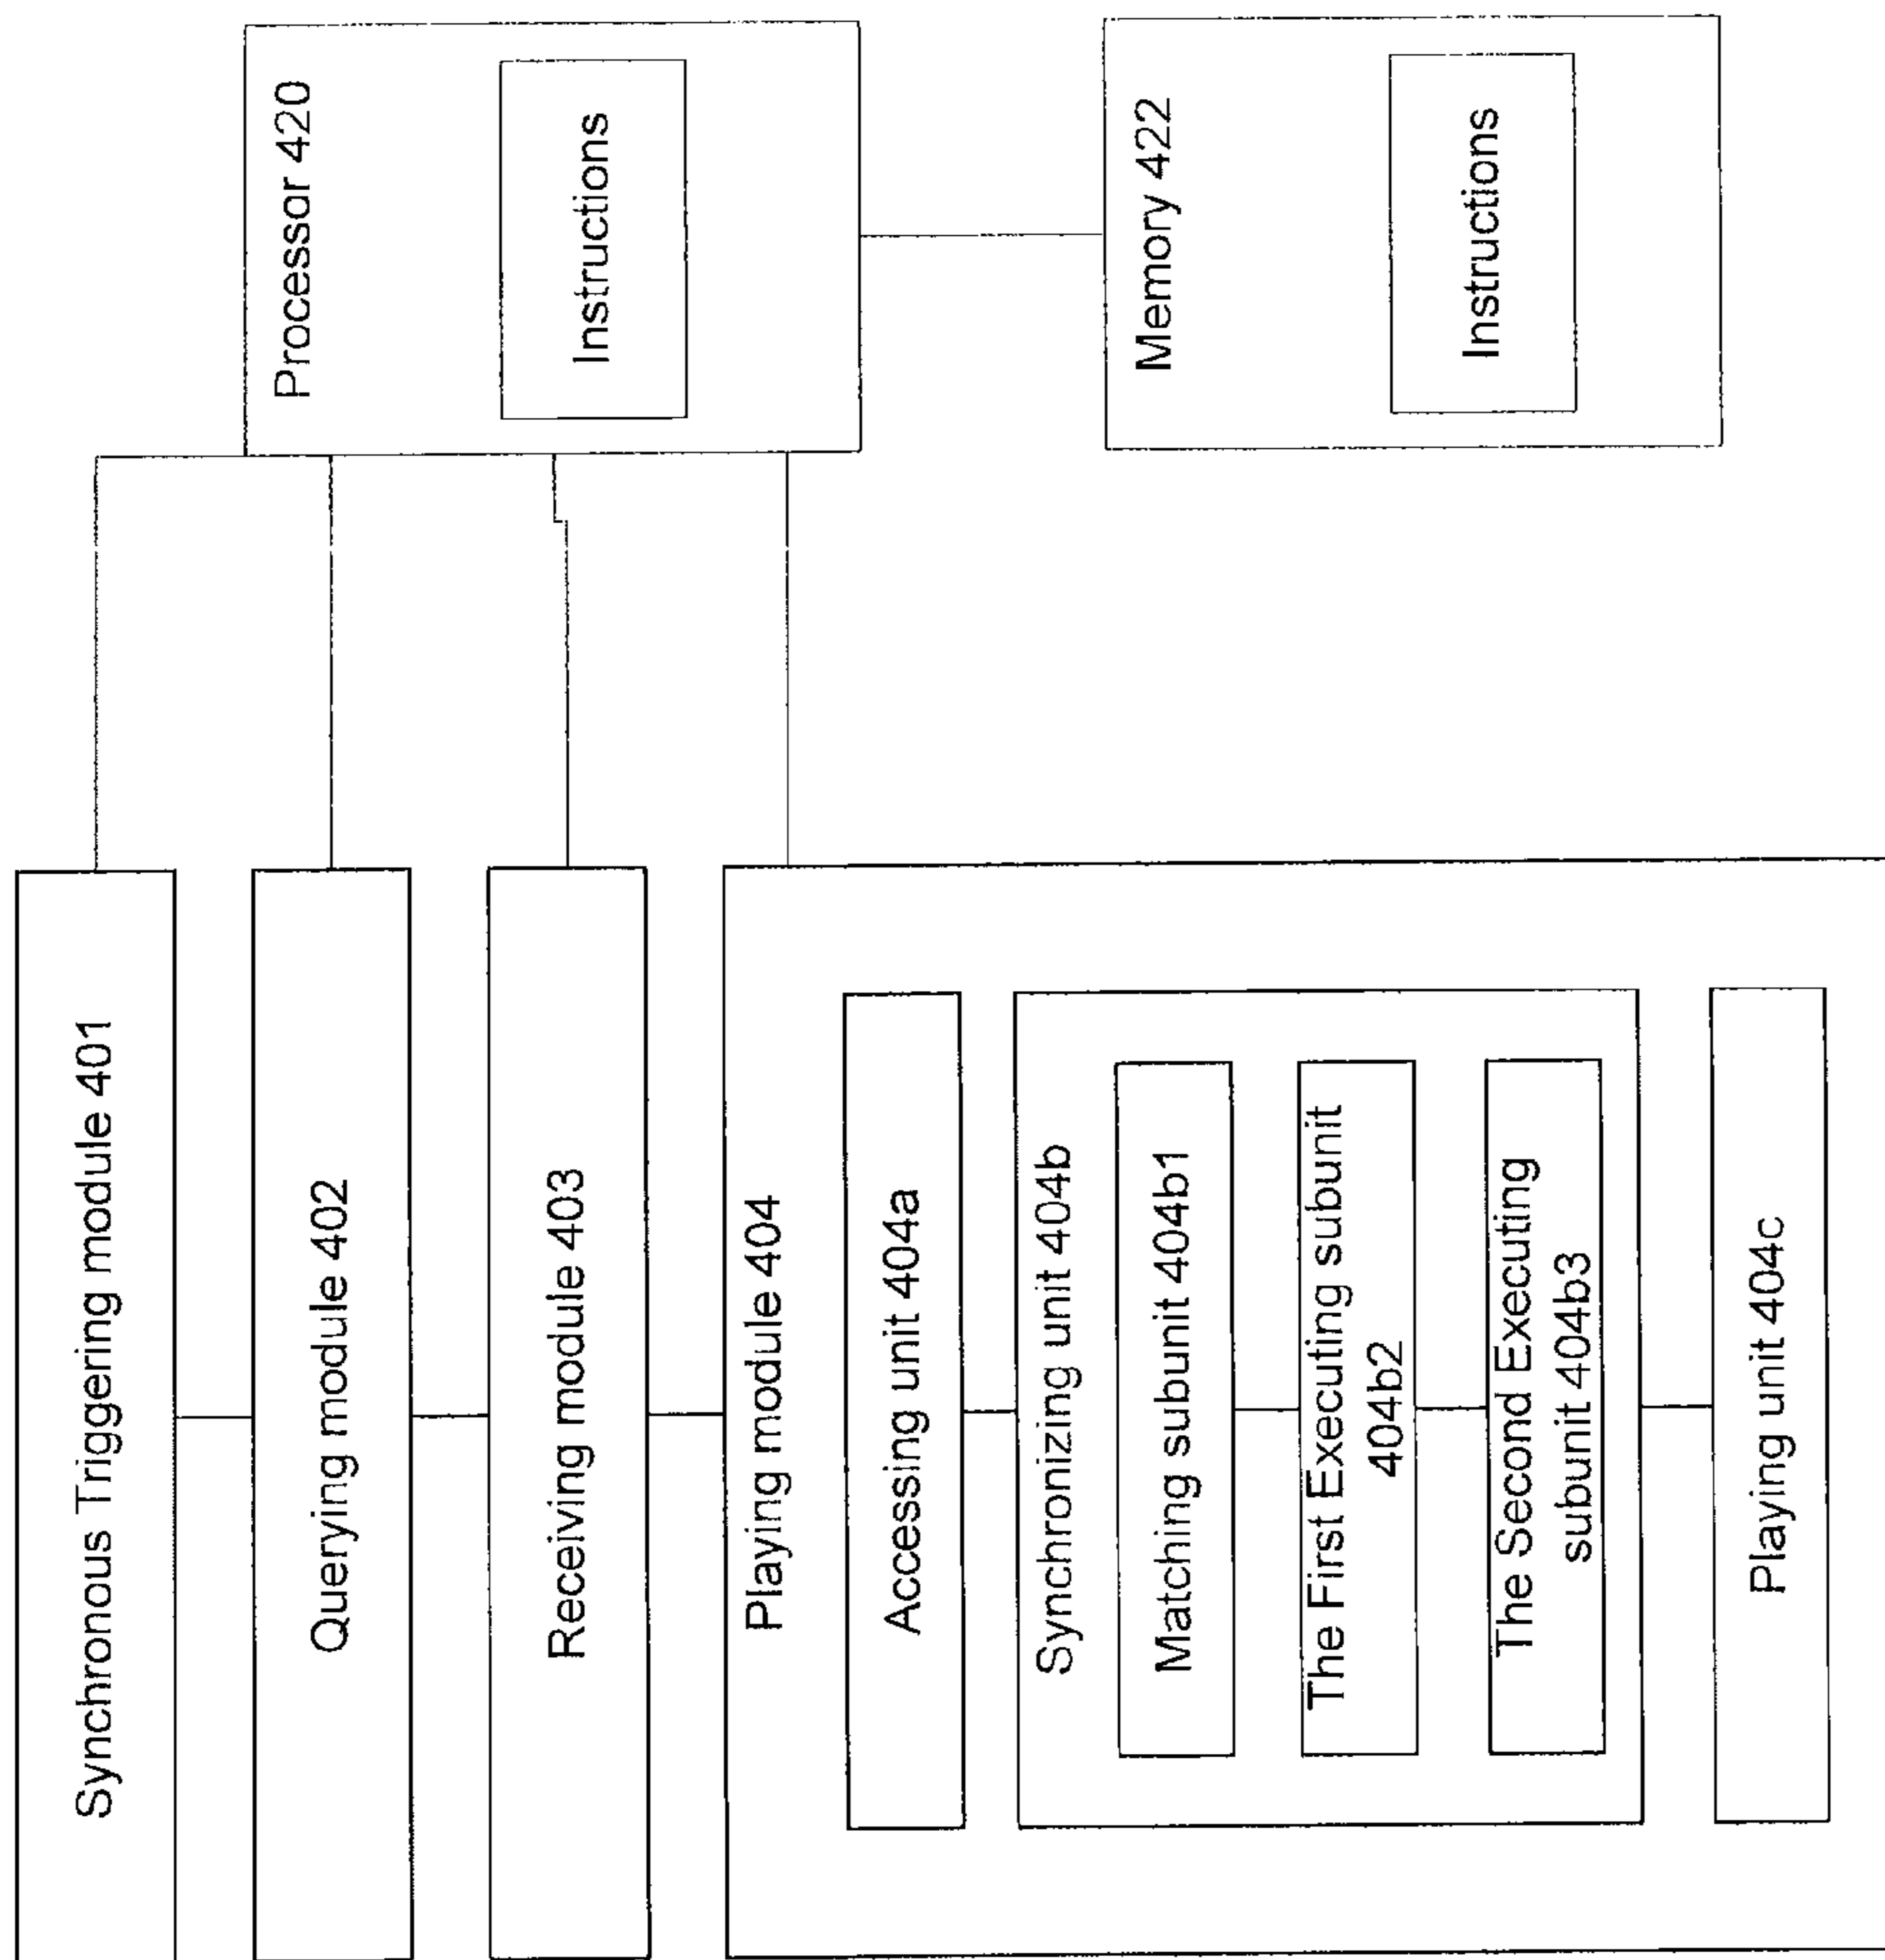 Synchronous Triggering module 401
Querying module 402
Receiving module 403
Playing module 404
Accessing unit 404a
Synchronizing unit 404b
Matching subunit 404b1
The First Executing subunit
404b2
The Second Executing
subunit 404b3
Playing unit 404c
Processor 420
Instructions
Memory 422
Instructions